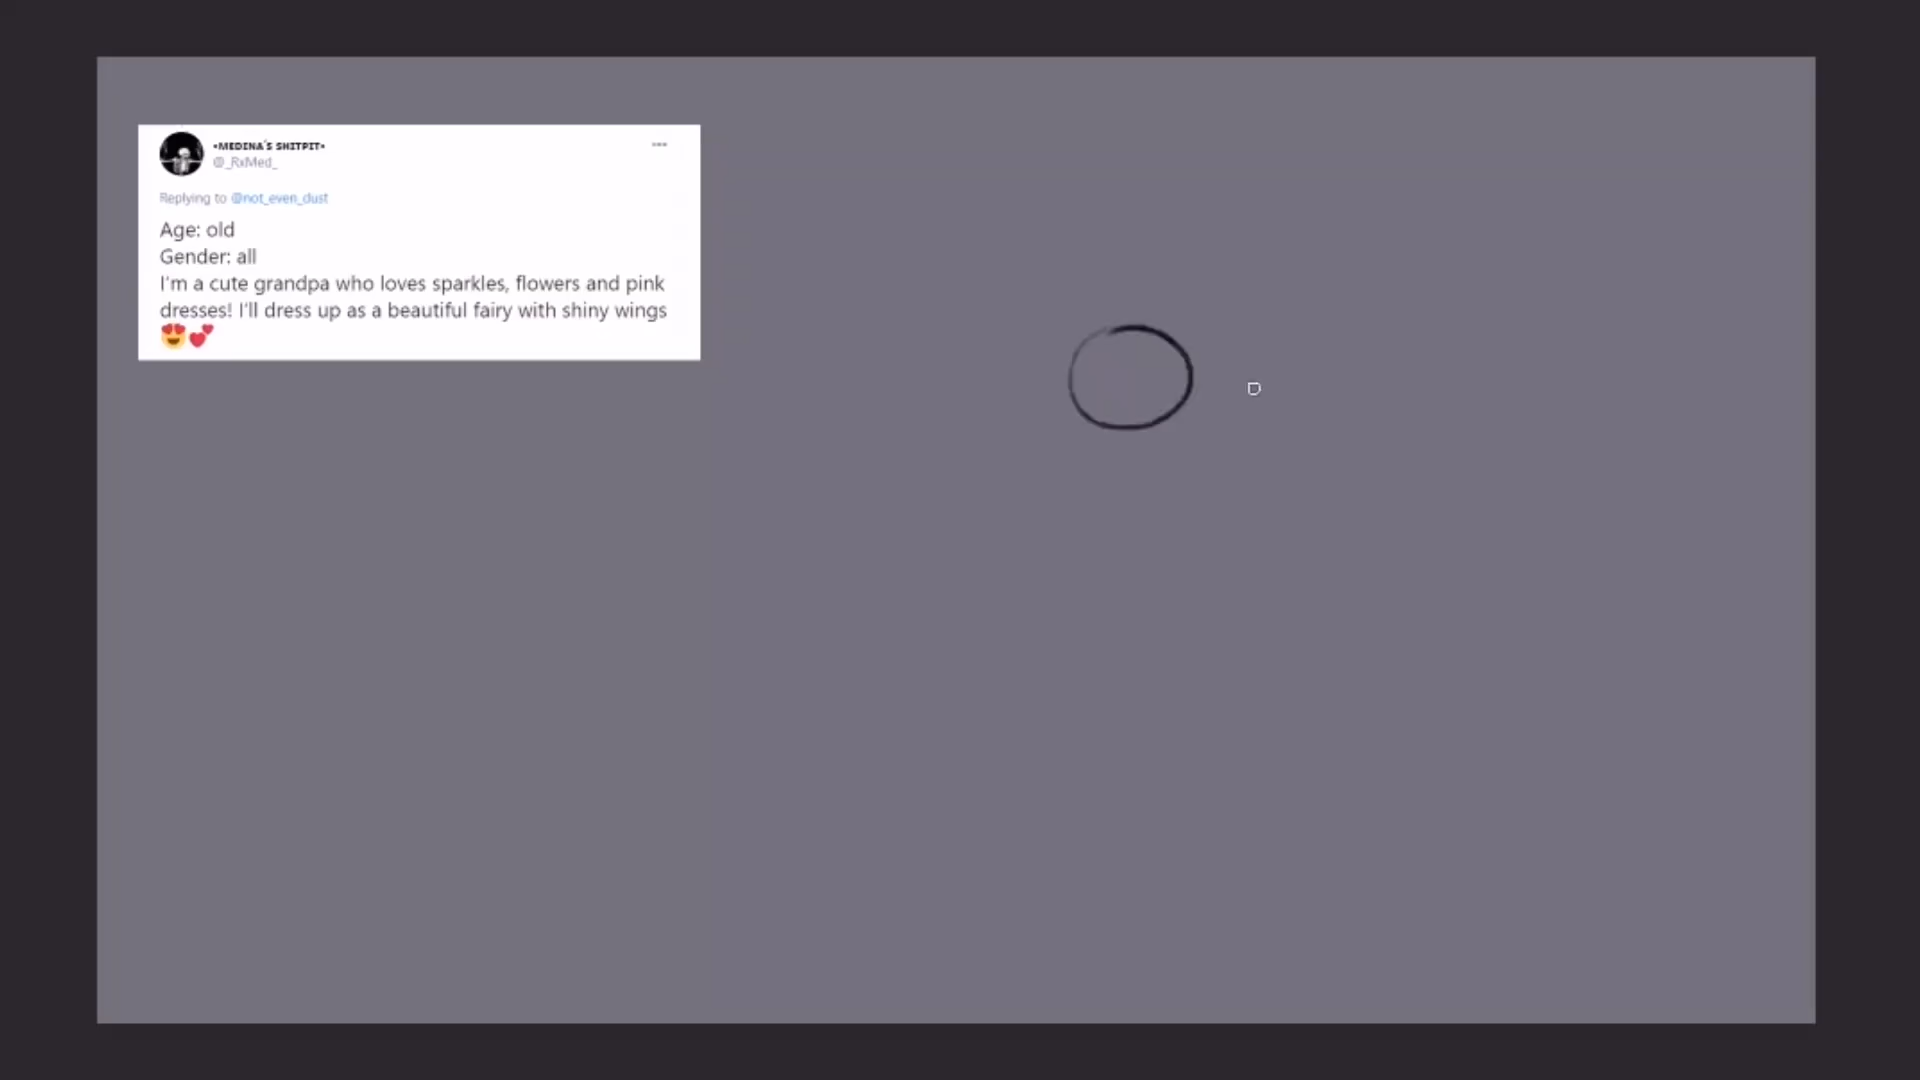 •MEDINA´S SHITPIT•
@_RxMed_
Replying to @not_even_dust
Age: old
Gender: all
I'm a cute grandpa who loves sparkles, flowers and pink
dresses! I'll dress up as a beautiful fairy with shiny wings
😍💕